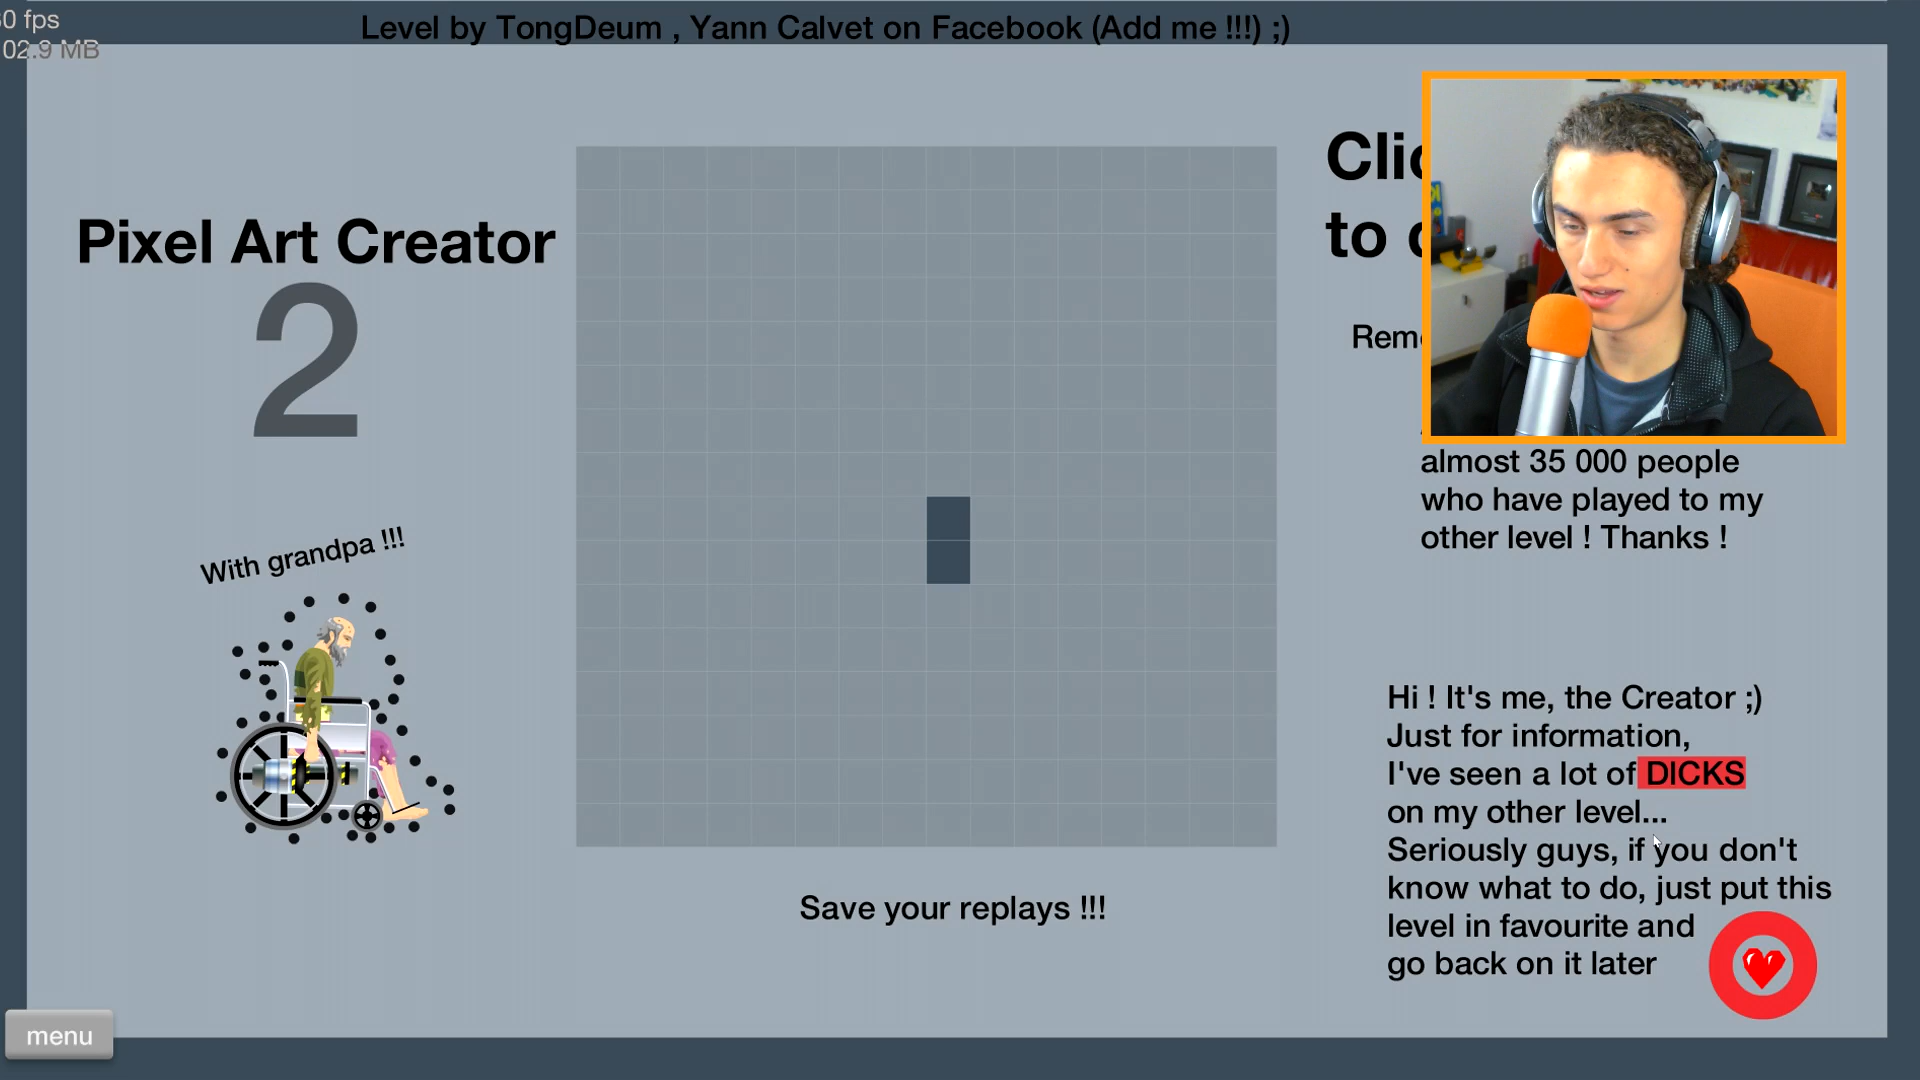 0 fps
02.9 MB
Level by TongDeum , Yann Calvet on Facebook (Add me !!!) ;)
Pixel Art Creator
2
With grandpa !!!
to
almost 35 000 people
who have played to my
other level ! Thanks !
Hi ! It's me, the Creator ;)
Just for information,
I've seen a lot of DICKS
on my other level...
Seriously guys, if you don't
know what to do, just put this
level in favourite and
go back on it later
Save your replays !!!
menu